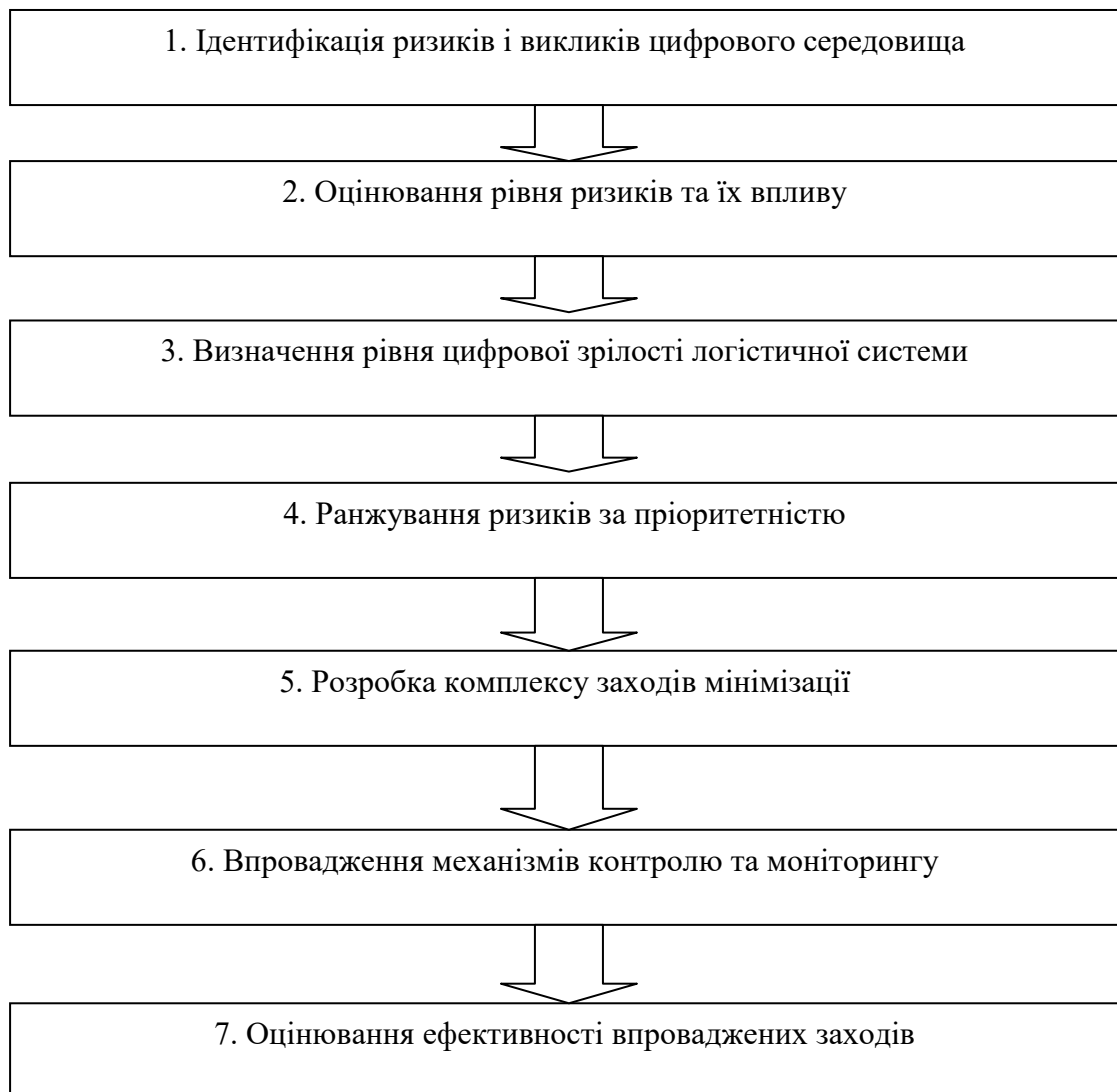 1. Ідентифікація ризиків і викликів цифрового середовища
2. Оцінювання рівня ризиків та їх впливу
3. Визначення рівня цифрової зрілості логістичної системи
4. Ранжування ризиків за пріоритетністю
5. Розробка комплексу заходів мінімізації
6. Впровадження механізмів контролю та моніторингу
7. Оцінювання ефективності впроваджених заходів